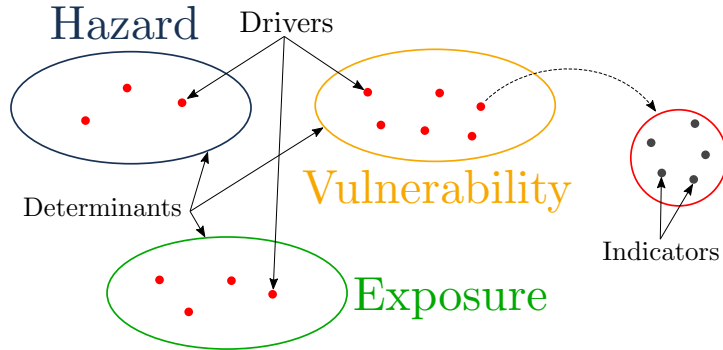 Hazard
Drivers
Vulnerability
Determinants
Indicators
Exposure